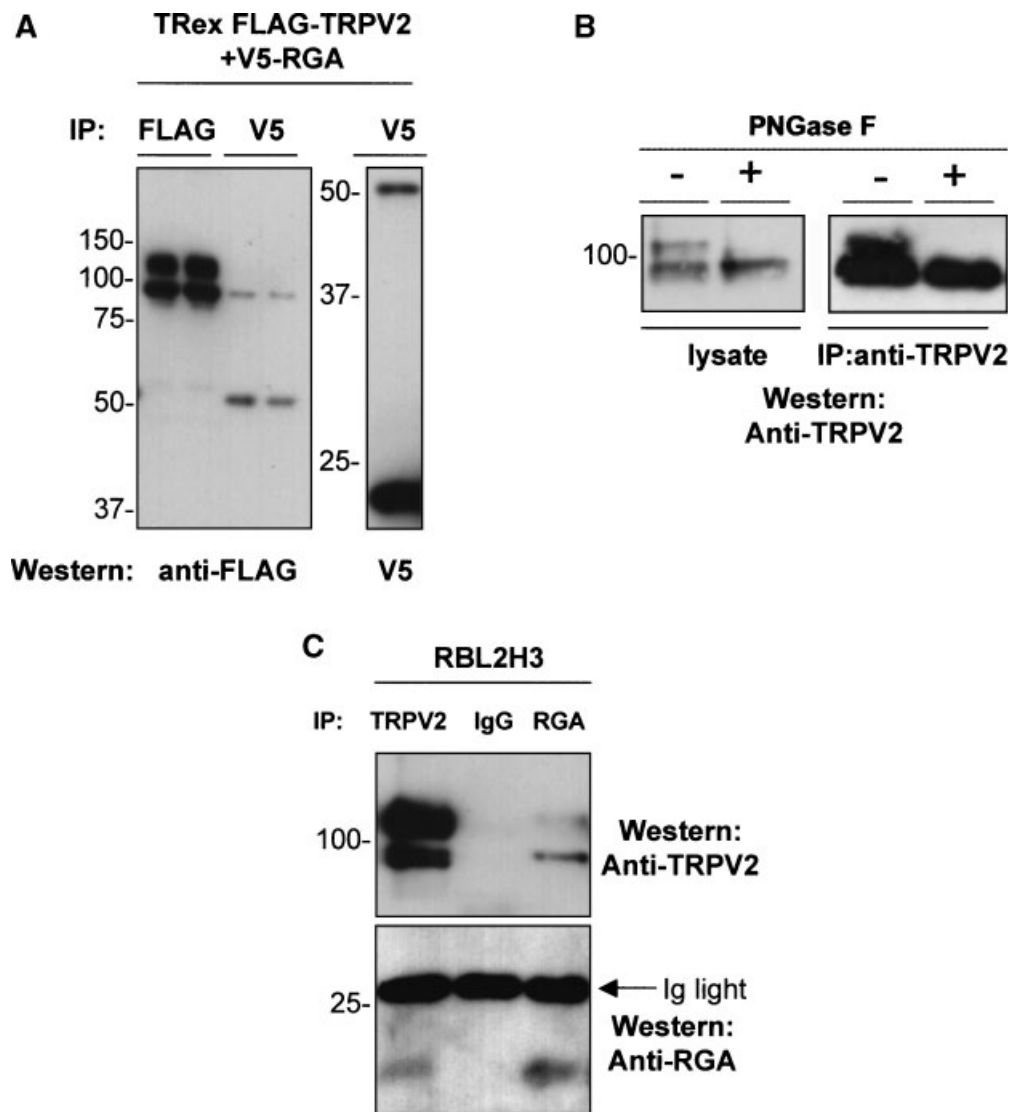 A
TRex FLAG-TRPV2
+V5-RGA
IP: FLAG V5 V5
150-
100-
75-
50-
37-
50-
37-
25-
Western: anti-FLAG V5
B
PNGase F
- + - +
100-
lysate IP:anti-TRPV2
Western:
Anti-TRPV2
C
RBL2H3
IP: TRPV2 IgG RGA
100-
Western:
Anti-TRPV2
25-
Ig light
Western:
Anti-RGA